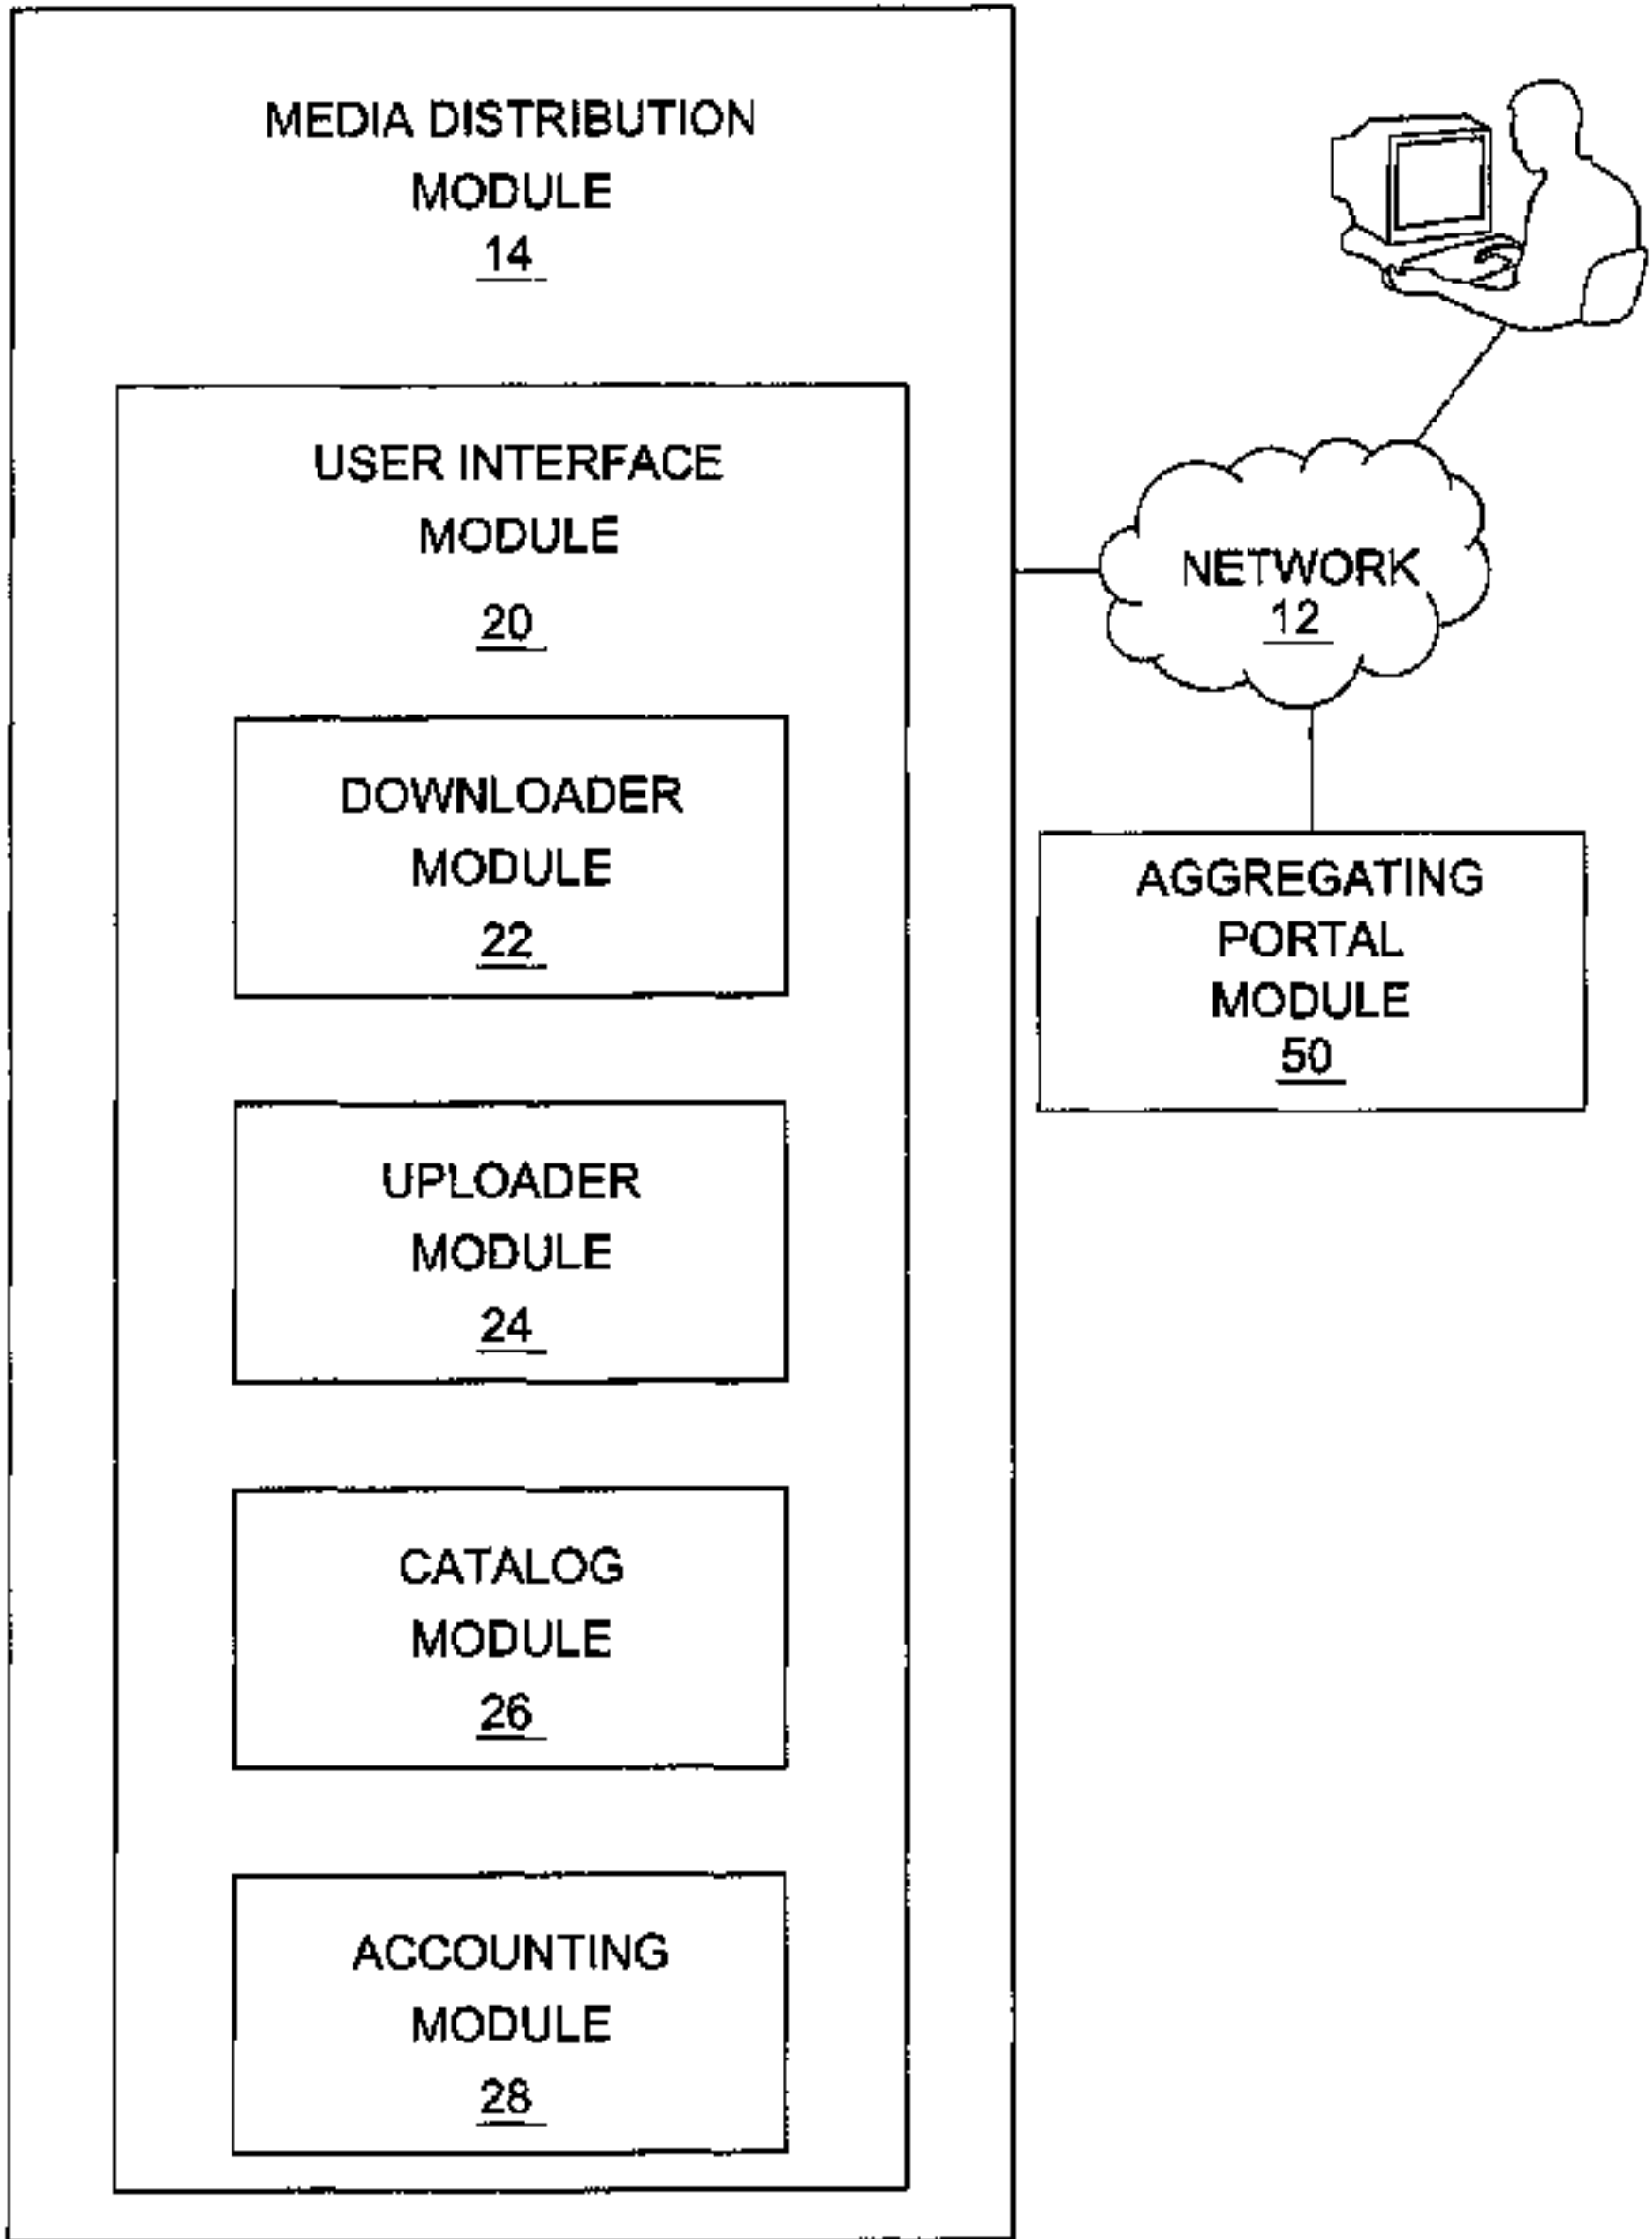 MEDIA DISTRIBUTION
MODULE
14
USER INTERFACE
MODULE
20
DOWNLOADER
MODULE
22
UPLOADER
MODULE
24
CATALOG
MODULE
26
ACCOUNTING
MODULE
28
NETWORK
12
AGGREGATING
PORTAL
MODULE
50